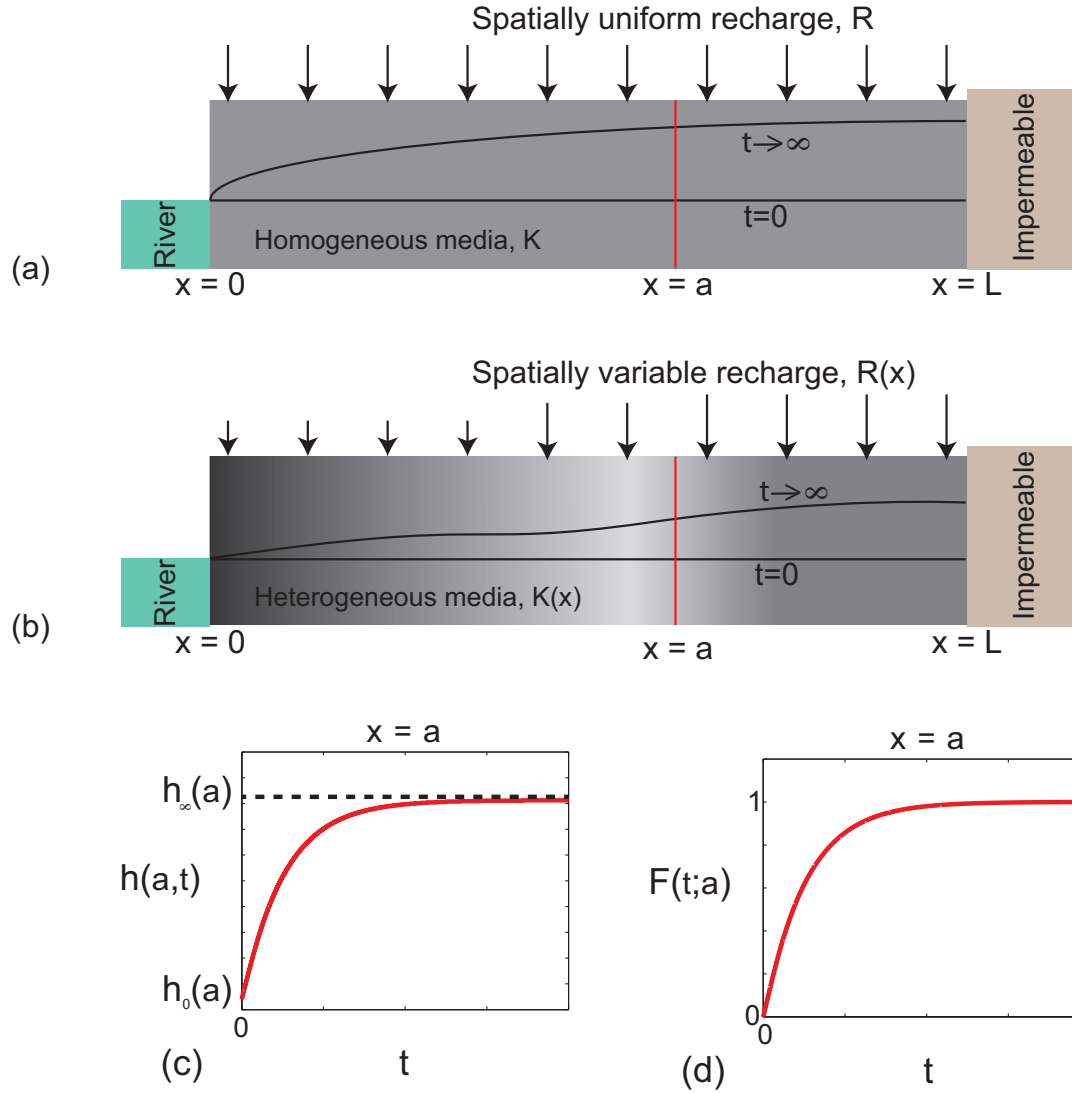 Spatially uniform recharge, R
t→∞
t=0
River
Homogeneous media, K
Impermeable
(a)
x = 0
x = a
x = L
Spatially variable recharge, R(x)
t→∞
t=0
River
Heterogeneous media, K(x)
Impermeable
(b)
x = 0
x = a
x = L
x = a
h∞(a)
h(a,t)
h₀(a)
0
(c)
t
x = a
1
F(t;a)
0
0
(d)
t